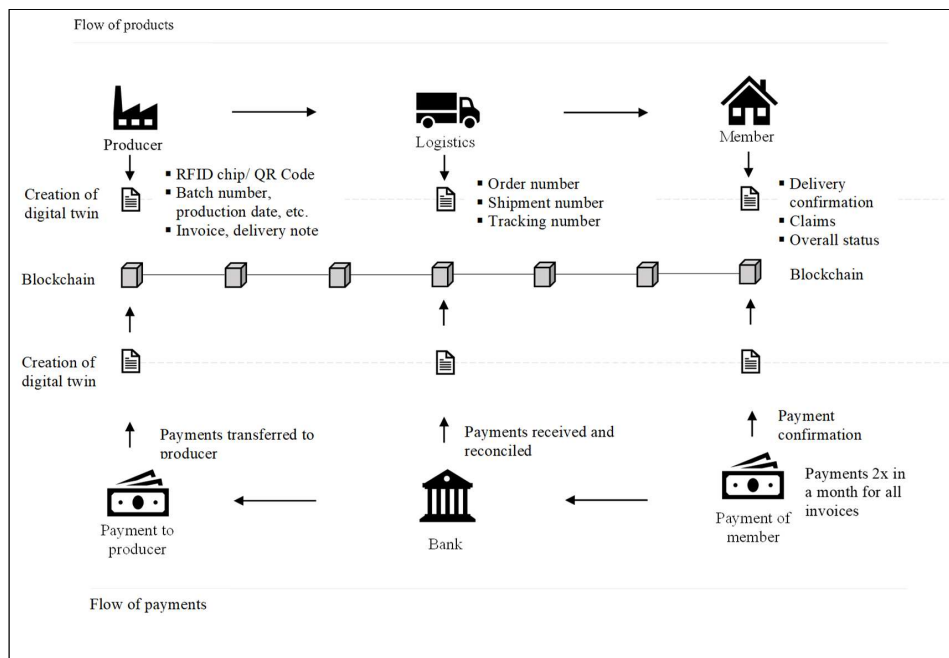 Flow of products
Producer
Logistics
Member
Creation of
digital twin
▪ RFID chip/ QR Code
▪ Batch number,
production date, etc.
▪ Invoice, delivery note
▪ Order number
▪ Shipment number
▪ Tracking number
▪ Delivery
confirmation
▪ Claims
▪ Overall status
Blockchain
Blockchain
Creation of
digital twin
Payments transferred to
producer
Payments received and
reconciled
Payment
confirmation
Payments 2x in
a month for all
invoices
Payment to
producer
Bank
Payment of
member
Flow of payments